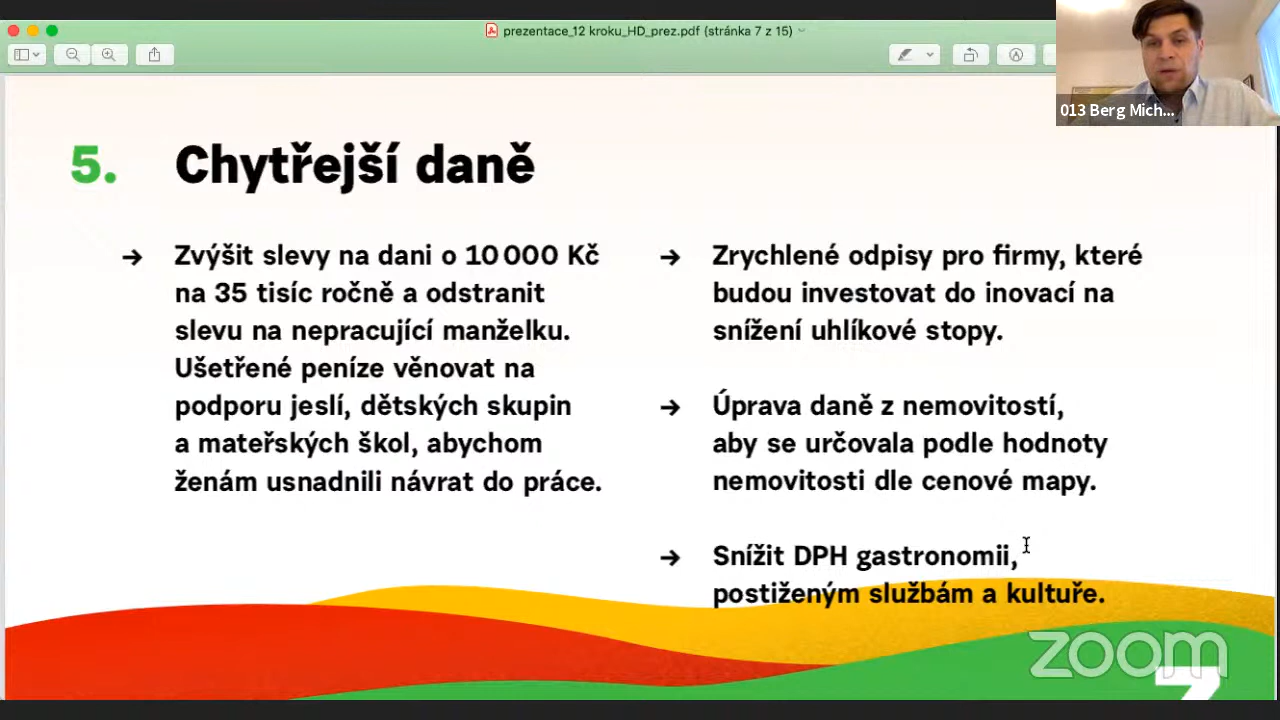 prezentace_12 kroku_HD_prez.pdf (stránka 7 z 15)
013 Berg Mich...
5. Chytřejší daně
→ Zvýšit slevy na dani o 10 000 Kč
na 35 tisíc ročně a odstranit
slevu na nepracující manželku.
Ušetřené peníze věnovat na
podporu jeslí, dětských skupin
a mateřských škol, abychom
ženám usnadnili návrat do práce.
→ Zrychlené odpisy pro firmy, které
budou investovat do inovací na
snížení uhlíkové stopy.
→ Úprava daně z nemovitostí,
aby se určovala podle hodnoty
nemovitosti dle cenové mapy.
→ Snížit DPH gastronomii,
postiženým službám a kultuře.
zoom